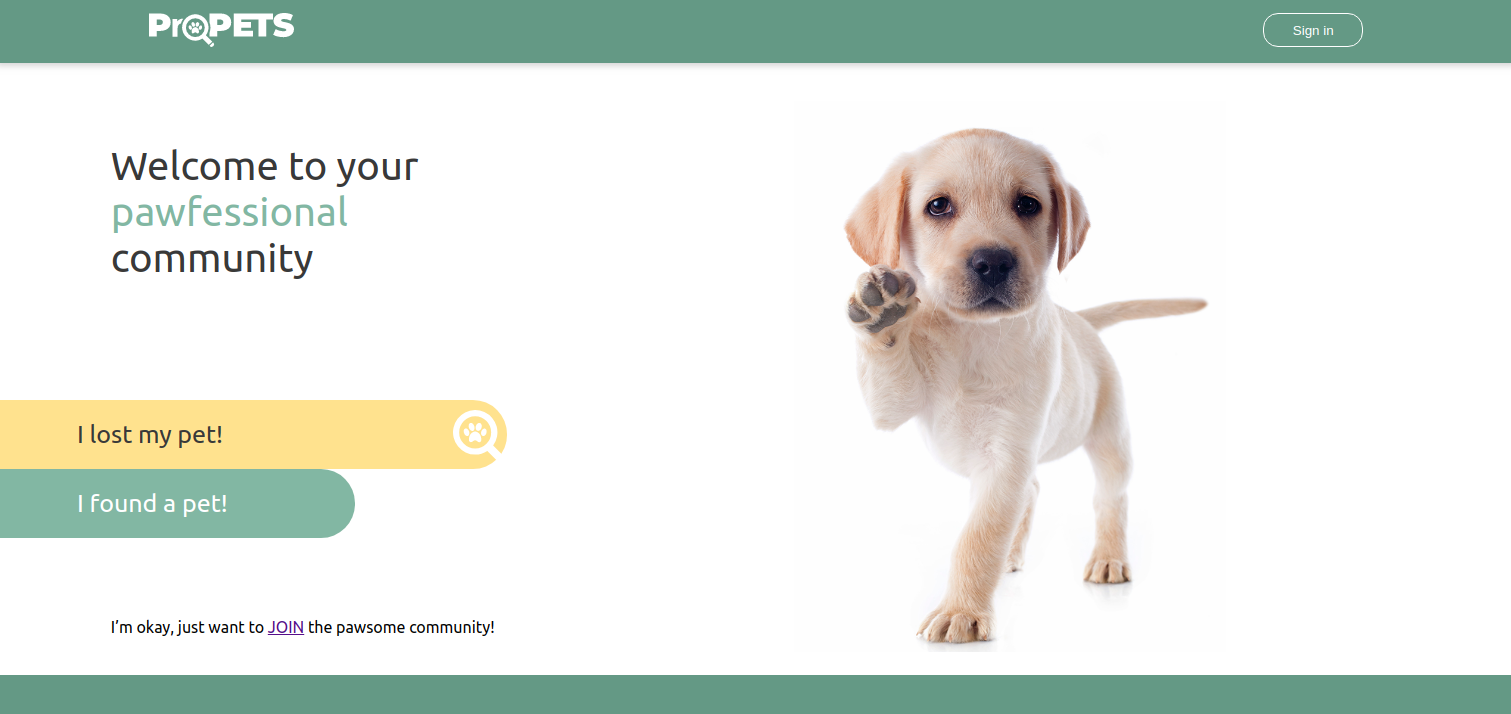 ProPETS
Sign in
Welcome to your
pawfessional
community
I lost my pet!
I found a pet!
I’m okay, just want to JOIN the pawsome community!